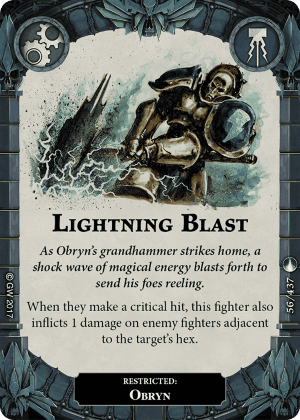 LIGHTNING BLAST
As Obryn's grandhammer strikes home, a
shock wave of magical energy blasts forth to
send his foes reeling.
When they make a critical hit, this fighter also
inflicts 1 damage on enemy fighters adjacent
to the target's hex.
© GW 2017
56/437
RESTRICTED:
OBRYN